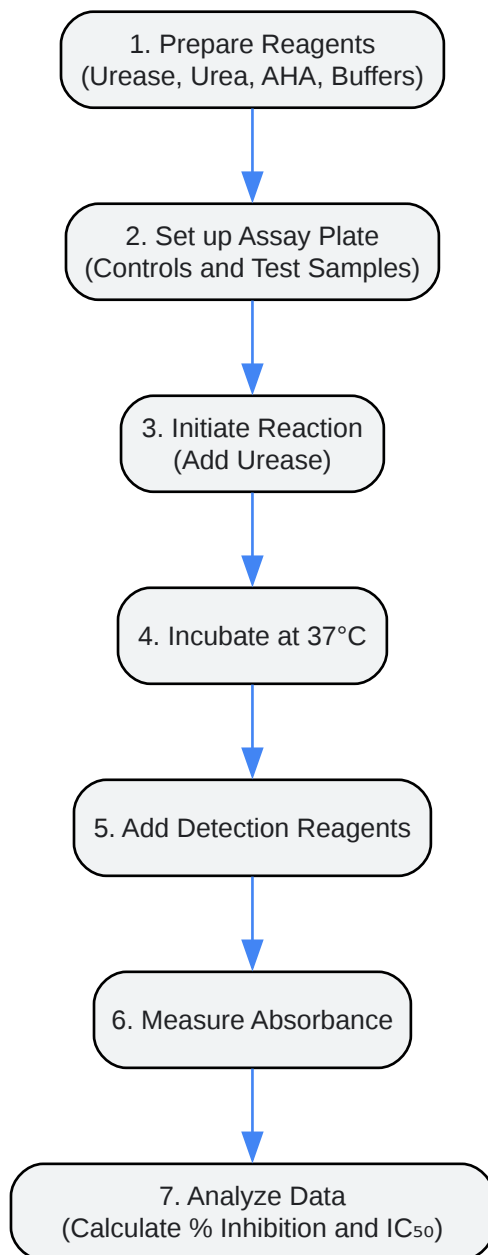 1. Prepare Reagents
(Urease, Urea, AHA, Buffers)
2. Set up Assay Plate
(Controls and Test Samples)
3. Initiate Reaction
(Add Urease)
4. Incubate at 37°C
5. Add Detection Reagents
6. Measure Absorbance
7. Analyze Data
(Calculate % Inhibition and IC₅₀)